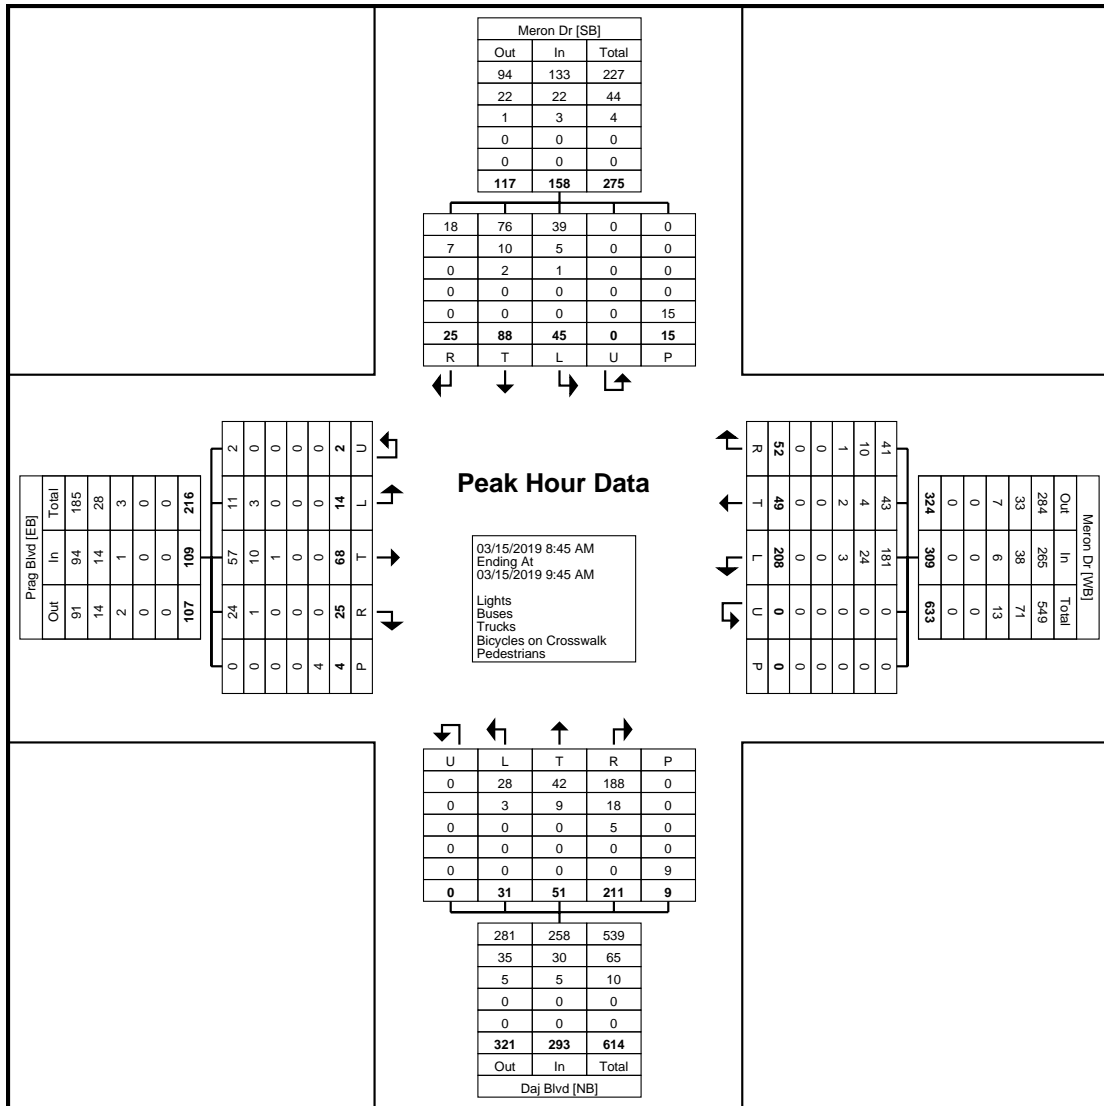 Meron Dr [SB]
Out In Total
94 133 227
22 22 44
1 3 4
0 0 0
0 0 0
117 158 275
18 76 39 0 0
7 10 5 0 0
0 2 1 0 0
0 0 0 0 0
0 0 0 0 15
25 88 45 0 15
R T L U P
Prag Blvd [EB]
Total 185 28 3 0 0 216
In 94 14 1 0 0 109
Out 91 14 2 0 0 107
2 0 0 0 0 2 U
11 3 0 0 0 14 L
57 10 1 0 0 68 T
24 1 0 0 0 25 R
0 0 0 0 4 4 P
Peak Hour Data
03/15/2019 8:45 AM
Ending At
03/15/2019 9:45 AM
Lights
Buses
Trucks
Bicycles on Crosswalk
Pedestrians
R 52 0 0 1 10 41
T 49 0 0 2 4 43
L 208 0 0 3 24 181
U 0 0 0 0 0 0
P 0 0 0 0 0 0
Meron Dr [WB]
324 0 0 7 33 284 Out
309 0 0 6 38 265 In
633 0 0 13 71 549 Total
U L T R P
0 28 42 188 0
0 3 9 18 0
0 0 0 5 0
0 0 0 0 0
0 0 0 0 9
0 31 51 211 9
281 258 539
35 30 65
5 5 10
0 0 0
0 0 0
321 293 614
Out In Total
Daj Blvd [NB]